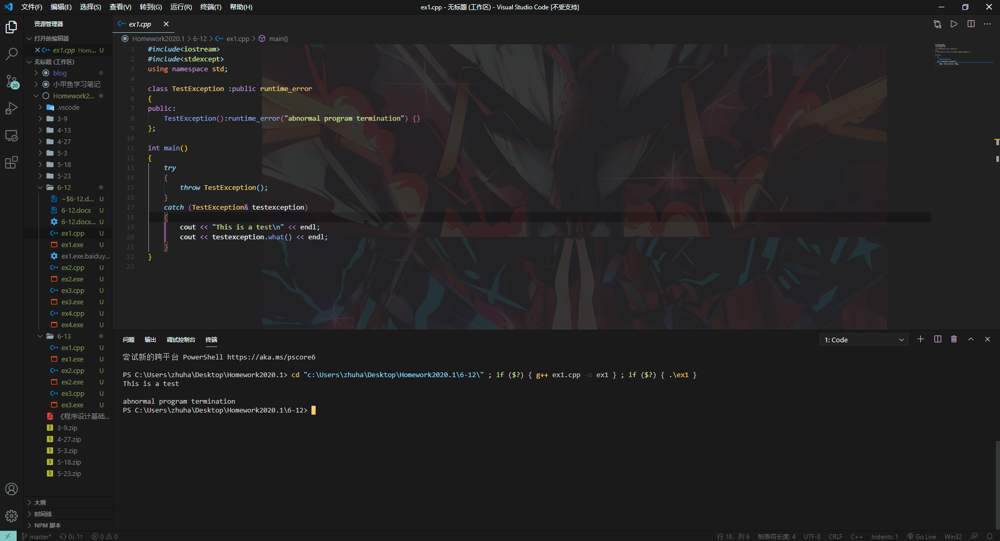 文件(F) 编辑(E) 选择(S) 查看(V) 转到(G) 运行(R) 终端(T) 帮助(H)
ex1.cpp - 无标题 (工作区) - Visual Studio Code [不受支持]
资源管理器
打开的编辑器
ex1.cpp Hom... U
无标题 (工作区)
blog
小甲鱼学习笔记
Homework2...
.vscode
3-9
4-13
4-27
5-3
5-18
5-23
6-12
~$6-12.d... U
6-12.docx U
6-12.docx... U
ex1.cpp U
ex1.exe U
ex1.exe.baiduy...
ex2.cpp U
ex2.exe U
ex3.cpp U
ex3.exe U
ex4.cpp U
ex4.exe U
6-13
ex1.cpp U
ex1.exe U
ex2.cpp U
ex2.exe U
ex3.cpp U
ex3.exe U
《程序设计基础...
3-9.zip
4-27.zip
5-3.zip
5-18.zip
5-23.zip
大纲
时间线
NPM 脚本
20
ex1.cpp
Homework2020.1 > 6-12 > ex1.cpp > main()
1 #include<iostream>
2 #include<stdexcept>
3 using namespace std;
4
5 class TestException :public runtime_error
6 {
7 public:
8 TestException():runtime_error("abnormal program termination") {}
9 };
10
11 int main()
12 {
13 try
14 {
15 throw TestException();
16 }
17 catch (TestException& testexception)
18 {
19 cout << "This is a test\n" << endl;
20 cout << testexception.what() << endl;
21 }
22 }
23
问题 输出 调试控制台 终端
1: Code
尝试新的跨平台 PowerShell https://aka.ms/pscore6
PS C:\Users\zhuha\Desktop\Homework2020.1> cd "c:\Users\zhuha\Desktop\Homework2020.1\6-12\" ; if ($?) { g++ ex1.cpp -o ex1 } ; if ($?) { .\ex1 }
This is a test
abnormal program termination
PS C:\Users\zhuha\Desktop\Homework2020.1\6-12>
master* 0↓ 1↑ 0 0
行 18，列 6 制表符长度: 4 UTF-8 CRLF C++ Indents: 1 Go Live Win32